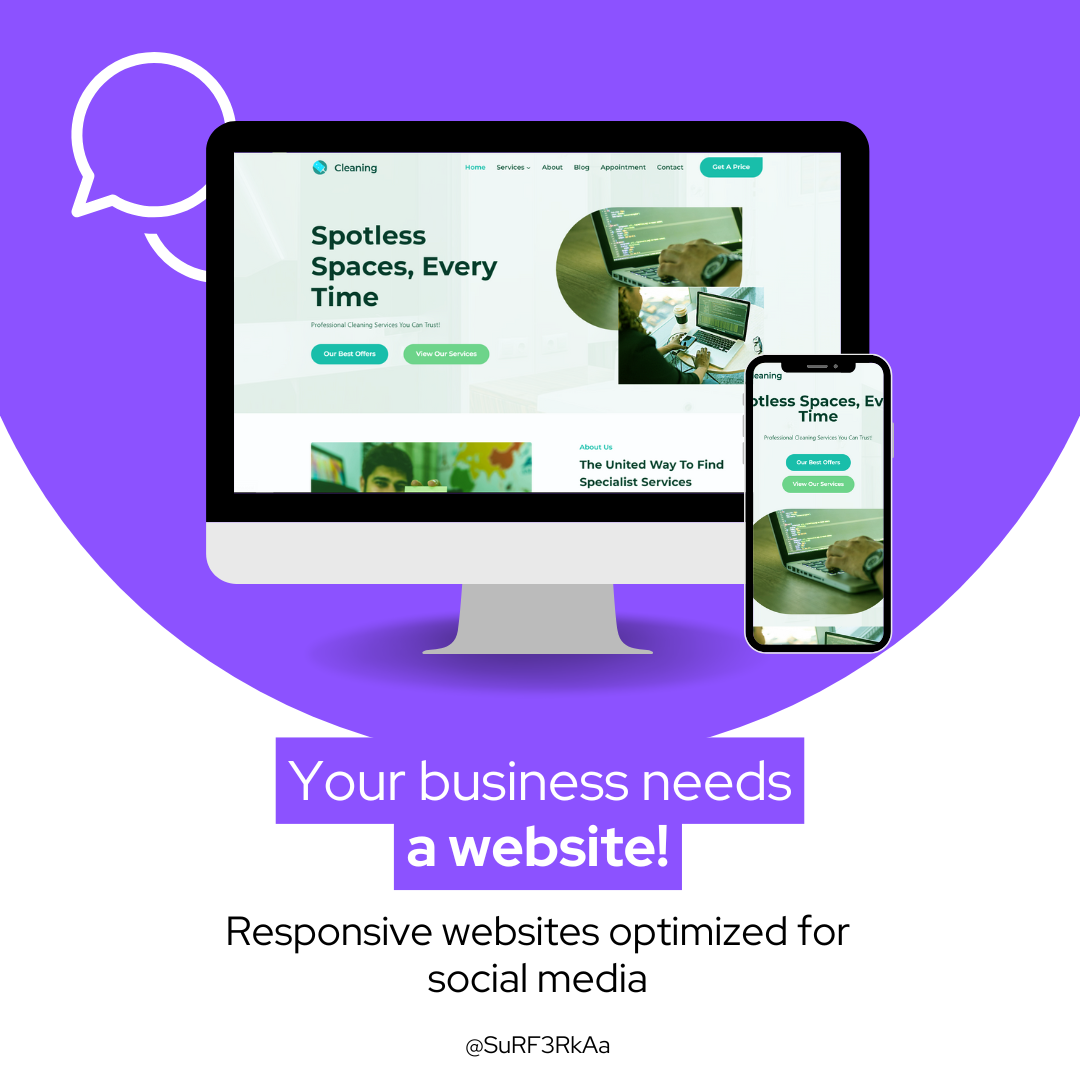 Cleaning
Home Services About Blog Appointment Contact Get A Price
Spotless
Spaces, Every
Time
Professional Cleaning Services You Can Trust!
Our Best Offers View Our Services
About Us
The United Way To Find
Specialist Services
eaning
otless Spaces, Ev
Time
Professional Cleaning Services You Can Trust!
Our Best Offers
View Our Services
Your business needs
a website!
Responsive websites optimized for
social media
@SuRF3RkAa